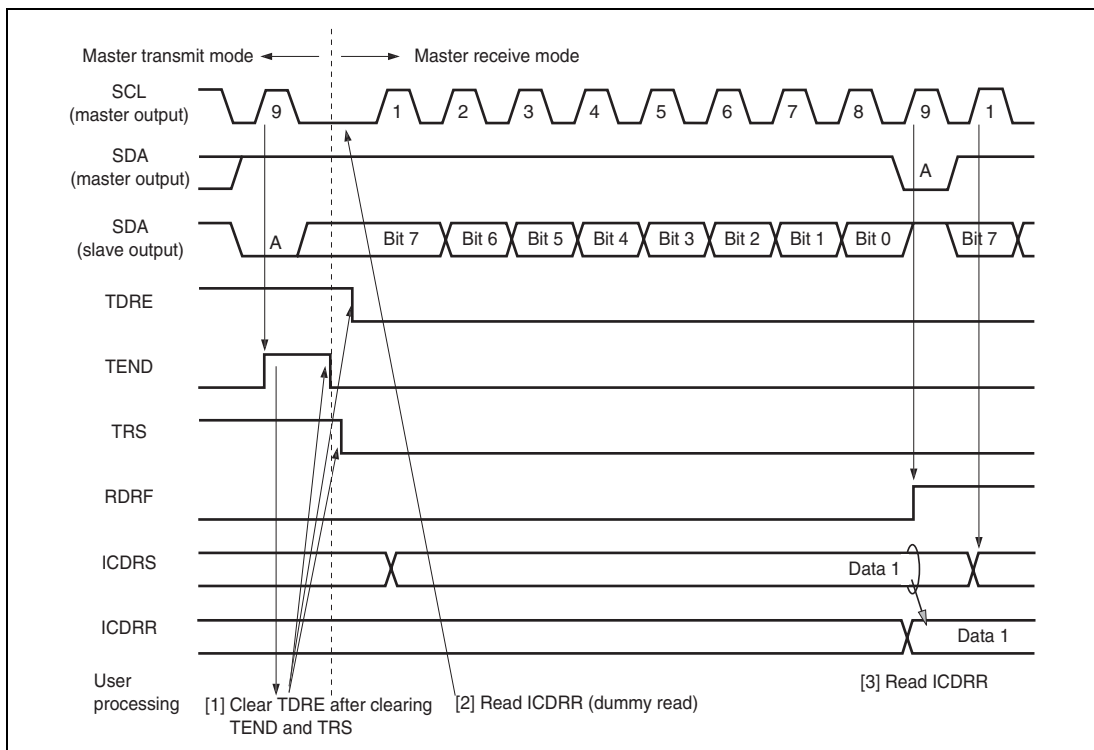 Master transmit mode
Master receive mode
SCL
(master output)
9
1
2
3
4
5
6
7
8
9
1
SDA
(master output)
A
SDA
(slave output)
A
Bit 7
Bit 6
Bit 5
Bit 4
Bit 3
Bit 2
Bit 1
Bit 0
Bit 7
TDRE
TEND
TRS
RDRF
ICDRS
Data 1
ICDRR
Data 1
User
processing
[1] Clear TDRE after clearing
TEND and TRS
[2] Read ICDRR (dummy read)
[3] Read ICDRR